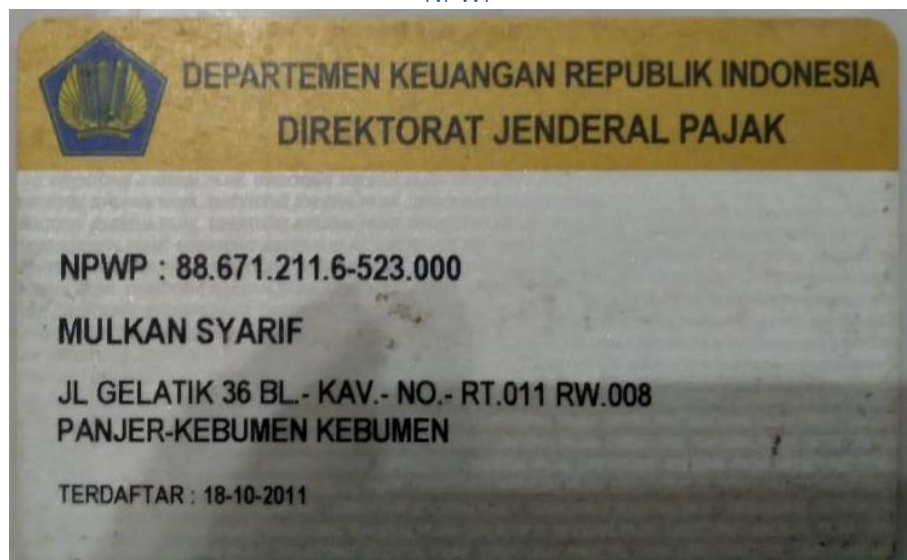 NPWP
DEPARTEMEN KEUANGAN REPUBLIK INDONESIA
DIREKTORAT JENDERAL PAJAK
NPWP : 88.671.211.6-523.000
MULKAN SYARIF
JL GELATIK 36 BL.- KAV.- NO.- RT.011 RW.008
PANJER-KEBUMEN KEBUMEN
TERDAFTAR : 18-10-2011